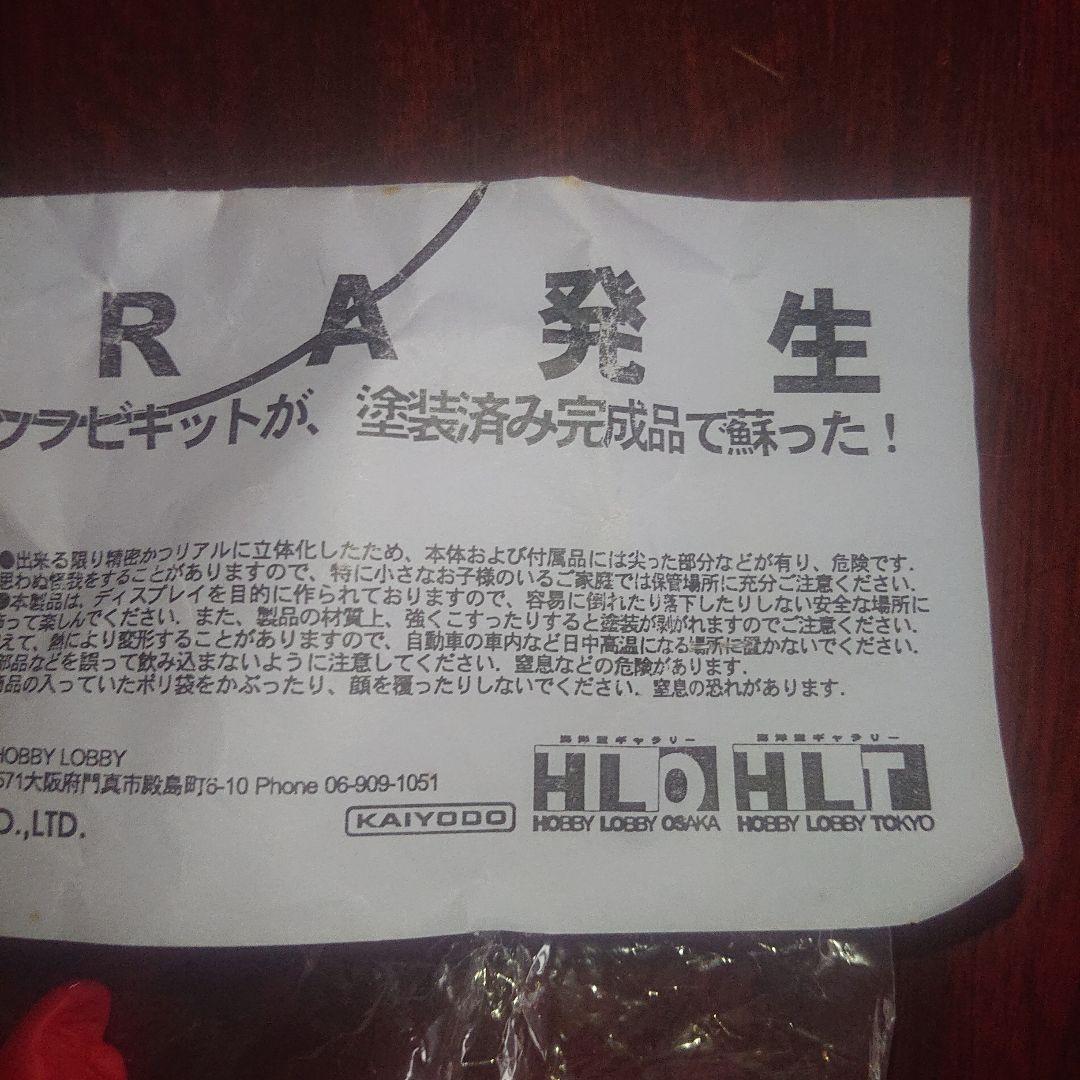 RA発生
ソフビキットが、塗装済み完成品で蘇った!
●出来る限り精密かつリアルに立体化したため、本体および付属品には尖った部分などが有り、危険です.
思わぬ怪我をすることがありますので、特に小さなお子様のいるご家庭では保管場所に充分ご注意ください.
●本製品は、ディスプレイを目的に作られておりますので、容易に倒れたり落下したりしない安全な場所に
飾って楽しんでください. また、製品の材質上、強くこすったりすると塗装が剥がれますのでご注意ください.
えて、熱により変形することがありますので、自動車の車内など日中高温になる場所に置かないでください.
部品などを誤って飲み込まないように注意してください. 窒息などの危険があります.
商品の入っていたポリ袋をかぶったり、顔を覆ったりしないでください. 窒息の恐れがあります.
HOBBY LOBBY
571大阪府門真市殿島町6-10 Phone 06-909-1051
O.,LTD.
KAIYODO
海洋堂ギャラリー
HLO
HOBBY LOBBY OSAKA
海洋堂ギャラリー
HLT
HOBBY LOBBY TOKYO